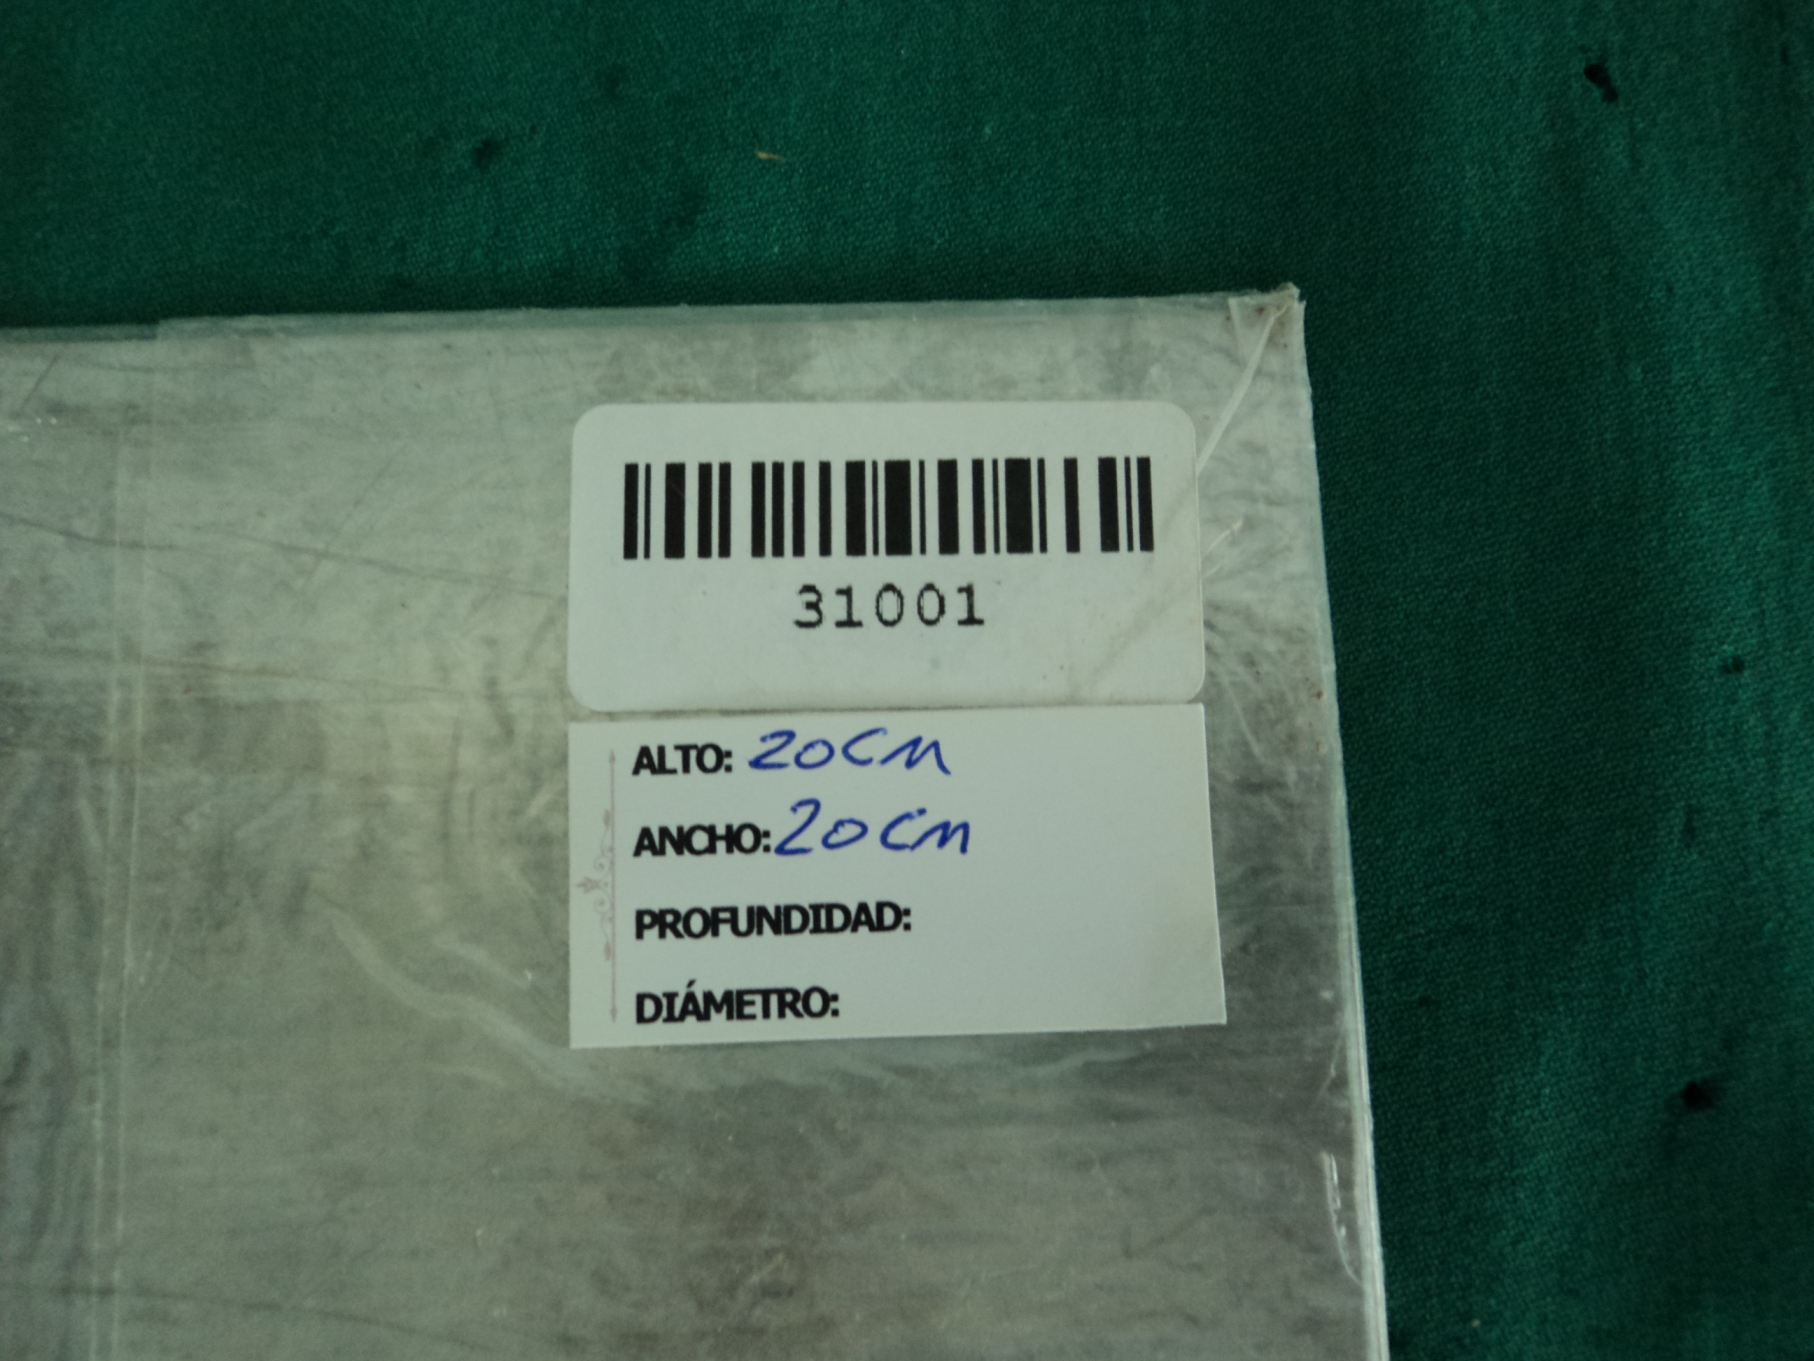 31001
ALTO: 20CM
ANCHO: 20CM
PROFUNDIDAD:
DIÁMETRO: